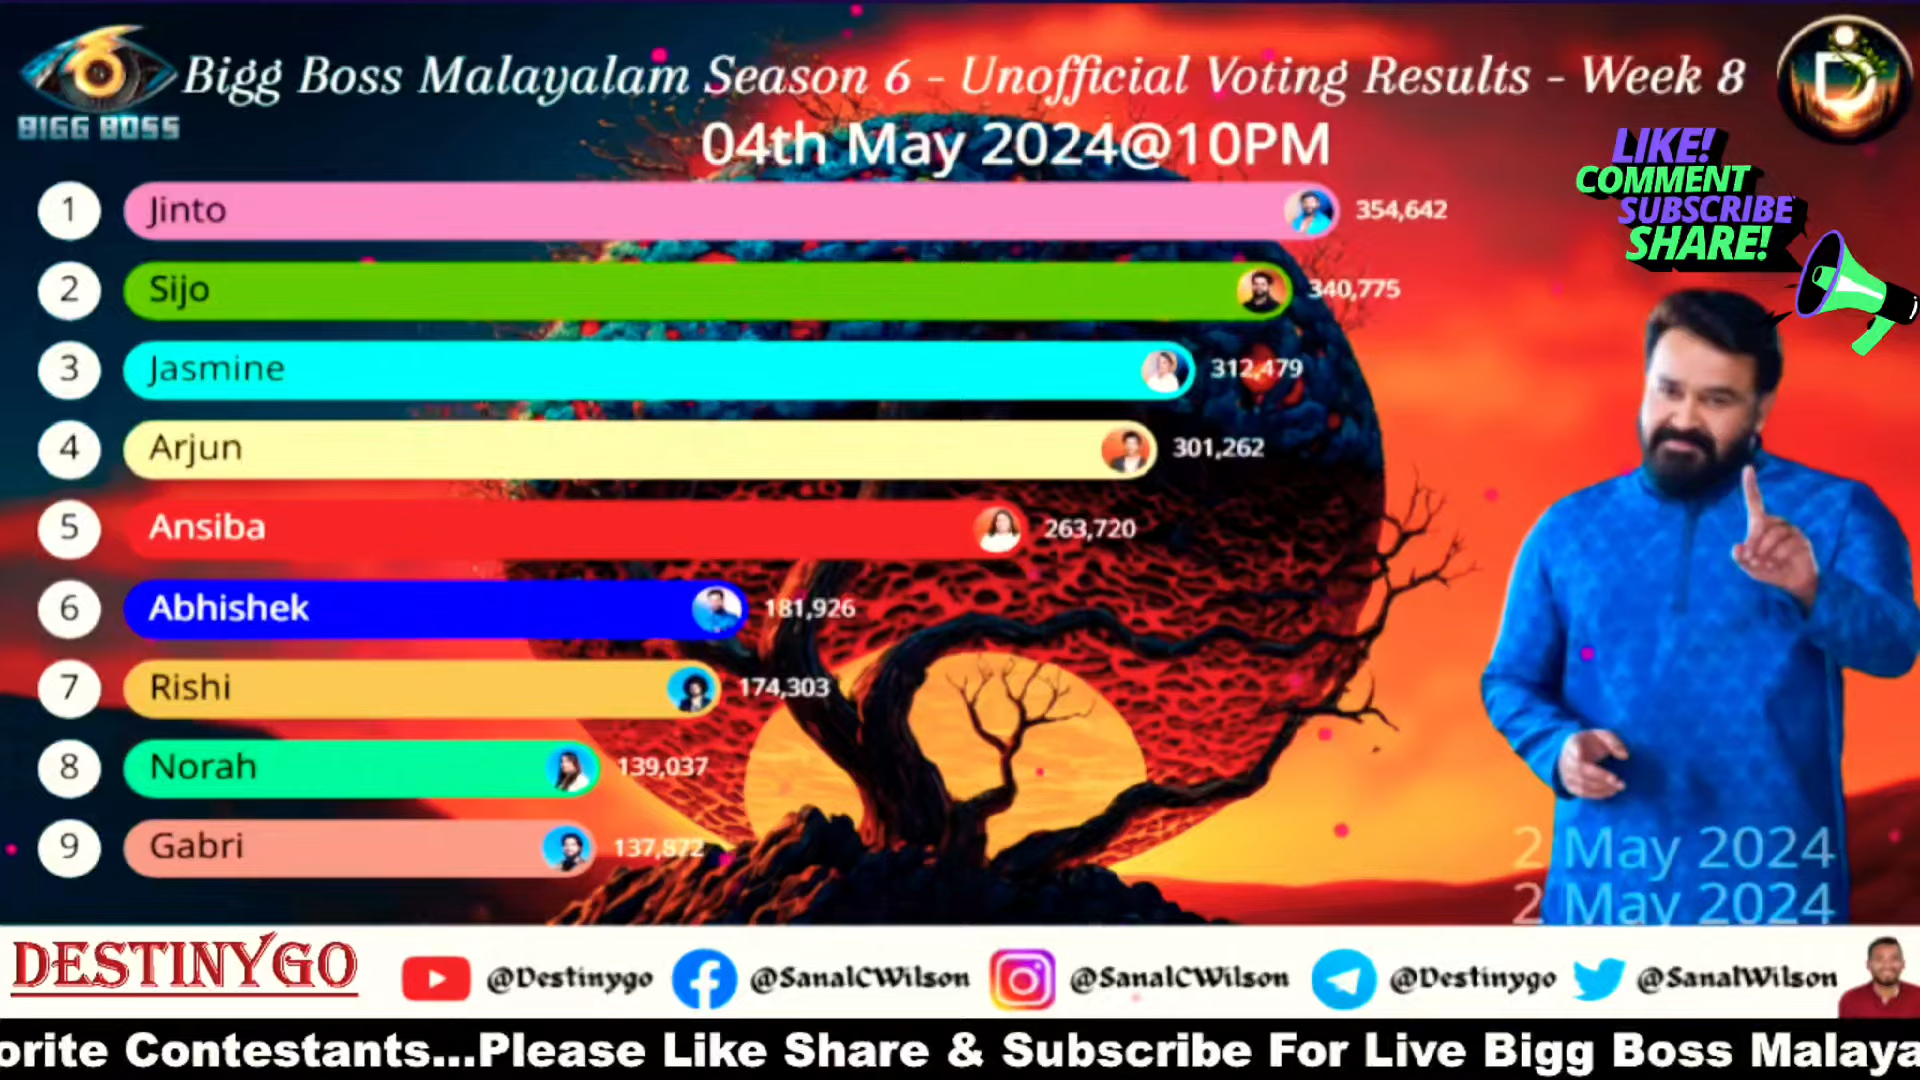 Bigg Boss Malayalam Season 6 - Unofficial Voting Results - Week 8
BIGG BOSS
D
04th May 2024@10PM
LIKE!
COMMENT
SUBSCRIBE
SHARE!
1 Jinto 354,642
2 Sijo 340,775
3 Jasmine 312,479
4 Arjun 301,262
5 Ansiba 263,720
6 Abhishek 181,926
7 Rishi 174,303
8 Norah 139,037
9 Gabri 137,872
2 May 2024
2 May 2024
DESTINYGO @Destinygo @SanalCWilson @SanalCWilson @Destinygo @SanalWilson
orite Contestants...Please Like Share & Subscribe For Live Bigg Boss Malaya